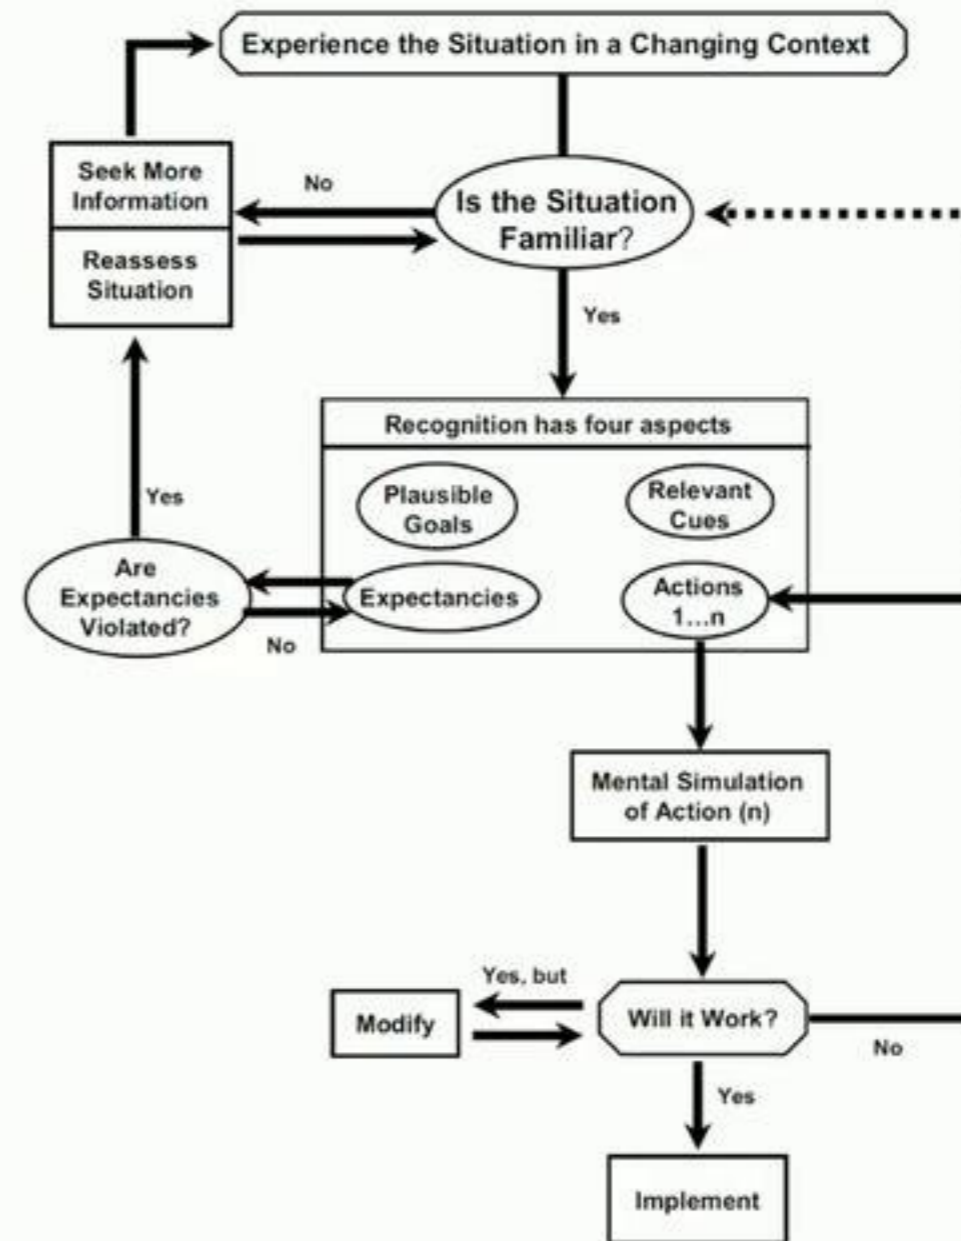 Experience the Situation in a Changing Context
Seek More
Information
No
Is the Situation
Familiar?
Reassess
Situation
Yes
Recognition has four aspects
Plausible
Goals
Relevant
Cues
Yes
Are
Expectancies
Violated?
Expectancies
Actions
1...n
No
Mental Simulation
of Action (n)
Yes, but
Modify
Will it Work?
No
Yes
Implement